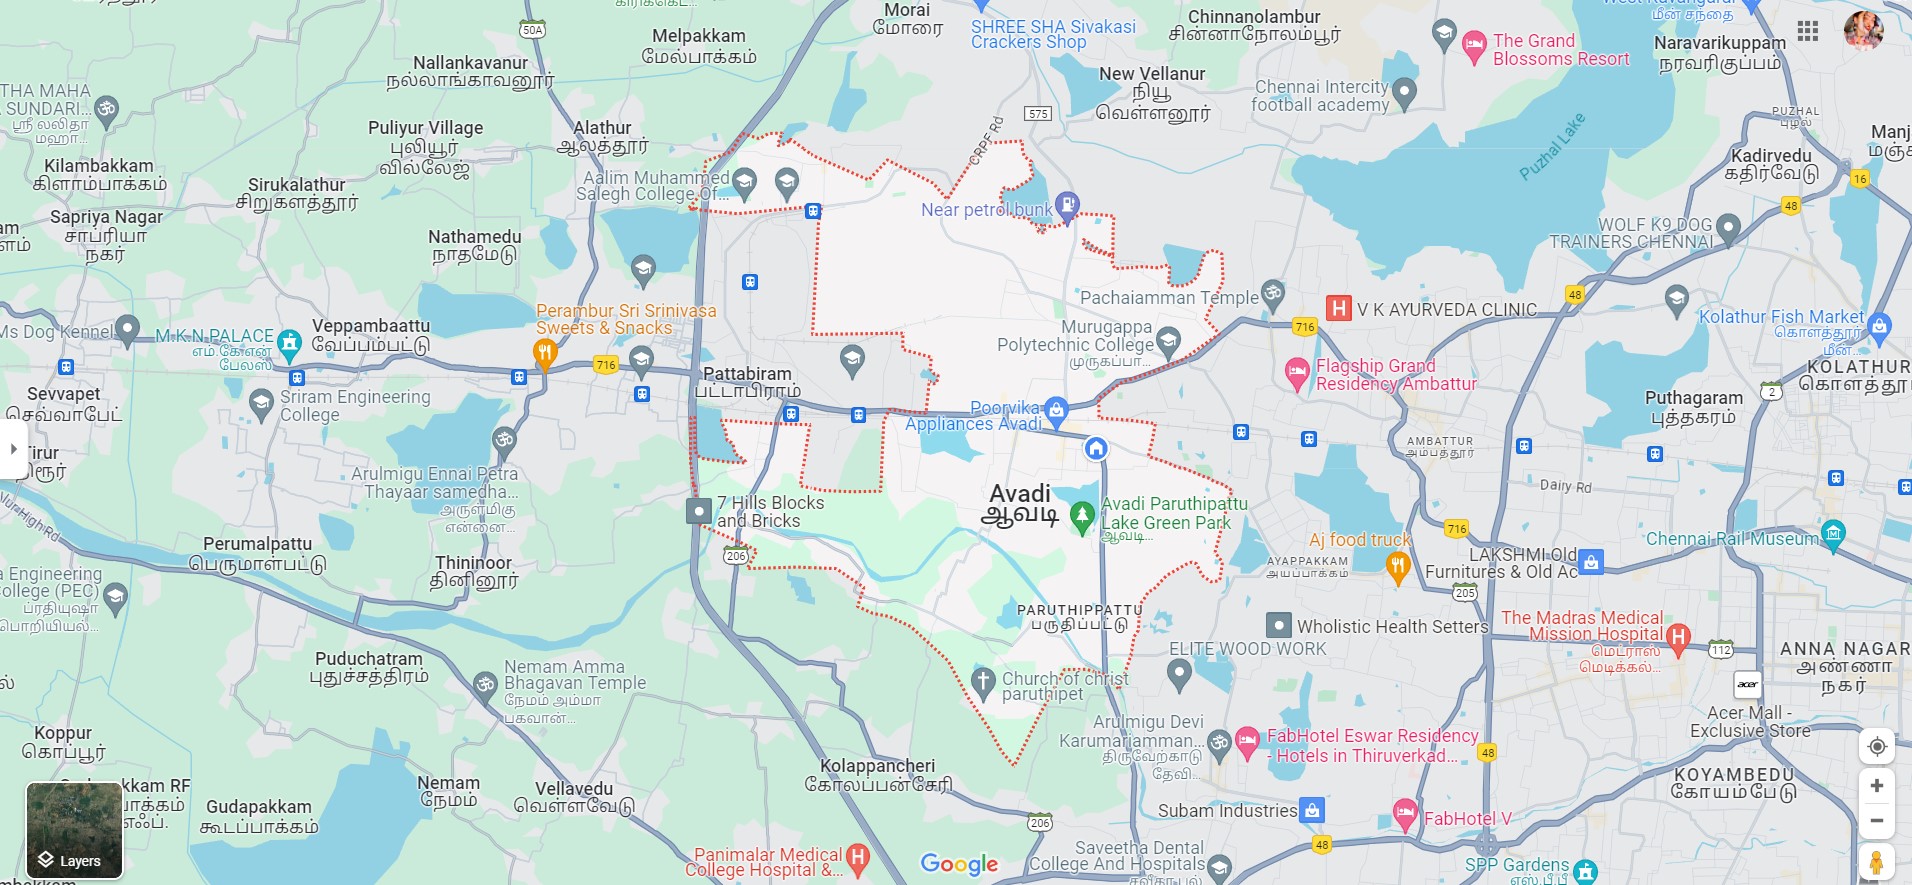 Morai
மோரை
50A
Melpakkam
மேல்பாக்கம்
SHREE SHA Sivakasi
Crackers Shop
Chinnanolambur
சின்னாநோலம்பூர்
The Grand
Blossoms Resort
மீன் சந்தை
Naravarikuppam
நரவரிகுப்பம்
Nallankavanur
நல்லாங்காவனூர்
New Vellanur
நியூ
வெள்ளனூர்
Chennai Intercity
football academy
THA MAHA
SUNDARI...
ஸ்ரீ லலிதா
மஹா...
575
CRPF Rd
Puzhal Lake
PUZHAL
புழல்
Puliyur Village
புலியூர்
வில்லேஜ்
Alathur
ஆலத்தூர்
Kadirvedu
கதிர்வேடு
16
48
Kilambakkam
கிளாம்பாக்கம்
Sirukalathur
சிறுகளத்தூர்
Aalim Muhammed
Salegh College Of...
Near petrol bunk
Sapriya Nagar
சாப்ரியா
நகர்
Nathamedu
நாதமேடு
WOLF K9 DOG
TRAINERS CHENNAI
Pachaiamman Temple
V K AYURVEDA CLINIC
48
716
Perambur Sri Srinivasa
Sweets & Snacks
Ms Dog Kennel
M.K.N PALACE
எம்.கே.என்
பேலஸ்
Veppambaattu
வேப்பம்பட்டு
716
Murugappa
Polytechnic College
முருகப்பா...
Kolathur Fish Market
கொளத்தூர்
மீன்...
Flagship Grand
Residency Ambattur
KOLATHUR
Pattabiram
பட்டாபிராம்
Sevvapet
செவ்வாபேட்
Sriram Engineering
College
Poorvika
Appliances Avadi
Puthagaram
புத்தகரம்
2
AMBATTUR
அம்பத்தூர்
Arulmigu Ennai Petra
Thayaar samedha...
அருள்மிகு
என்னை...
Avadi
ஆவடி
Dairy Rd
7 Hills Blocks
and Bricks
Avadi Paruthipattu
Lake Green Park
ஆவடி...
716
Aj food truck
Chennai Rail Museum
Perumalpattu
பெருமாள்பட்டு
Thininoor
தினினூர்
206
AYAPPAKKAM
அயப்பாக்கம்
LAKSHMI Old
Furnitures & Old Ac
205
Engineering
College (PEC)
PARUTHIPPATTU
பருதிப்பட்டு
Wholistic Health Setters
The Madras Medical
Mission Hospital
மெட்ராஸ்
மெடிக்கல்...
112
ELITE WOOD WORK
ANNA NAGAR
அண்ணா
நகர்
Puduchatram
புதுச்சத்திரம்
Nemam Amma
Bhagavan Temple
நேமம் அம்மா
பகவான்...
Church of christ
paruthipet
acer
Acer Mall -
Exclusive Store
Koppur
கொப்பூர்
Arulmigu Devi
Karumariamman...
திருவேற்காடு
தேவி...
FabHotel Eswar Residency
- Hotels in Thiruverkad...
48
Kolappancheri
கோலப்பன்சேரி
KOYAMBEDU
கோயம்பேடு
Nemam
நேமம்
Vellavedu
வெள்ளவேடு
Gudapakkam
கூடப்பாக்கம்
Subam Industries
FabHotel V
206
48
Layers
Panimalar Medical
College Hospital &...
Google
Saveetha Dental
College And Hospitals
SPP Gardens
எஸ்.பி.பி